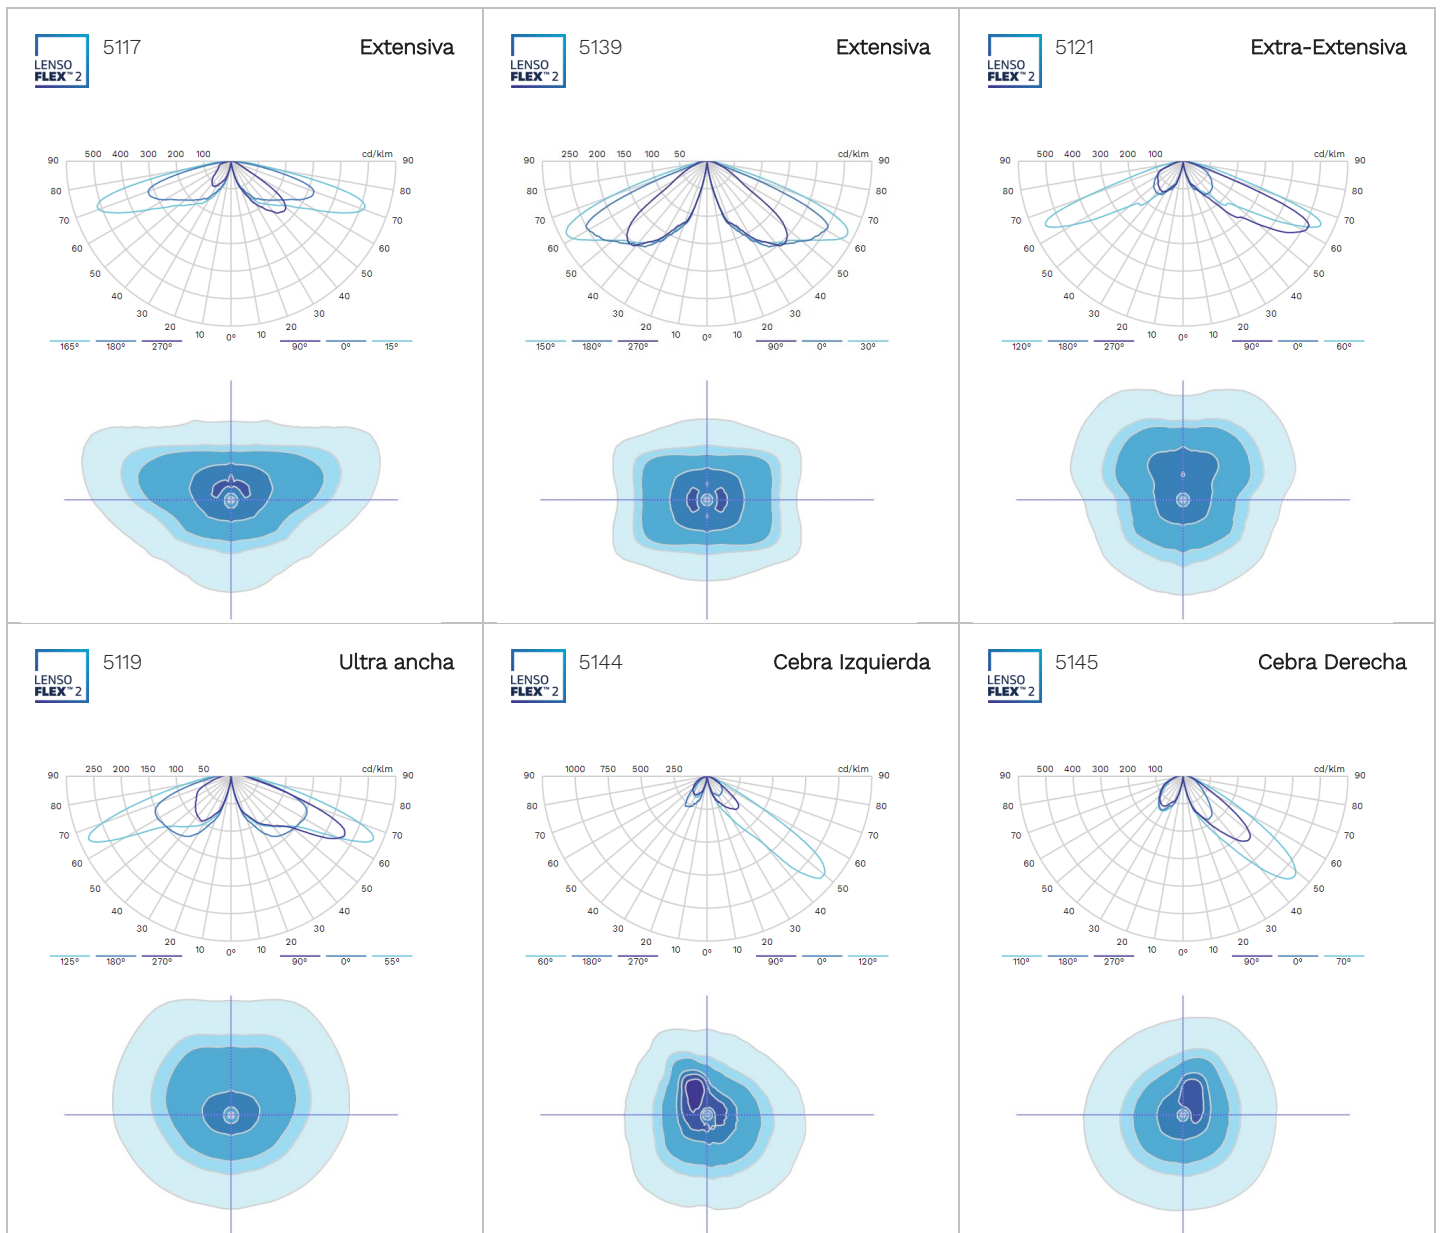 LENSO
FLEX™ 2
5117
Extensiva
90 500 400 300 200 100 cd/klm 90
80 80
70 70
60 60
50 50
40 40
30 30
20 20
10 0° 10
165° 180° 270° 90° 0° 15°
LENSO
FLEX™ 2
5139
Extensiva
90 250 200 150 100 50 cd/klm 90
80 80
70 70
60 60
50 50
40 40
30 30
20 20
10 0° 10
150° 180° 270° 90° 0° 30°
LENSO
FLEX™ 2
5121
Extra-Extensiva
90 500 400 300 200 100 cd/klm 90
80 80
70 70
60 60
50 50
40 40
30 30
20 20
10 0° 10
120° 180° 270° 90° 0° 60°
LENSO
FLEX™ 2
5119
Ultra ancha
90 250 200 150 100 50 cd/klm 90
80 80
70 70
60 60
50 50
40 40
30 30
20 20
10 0° 10
125° 180° 270° 90° 0° 55°
LENSO
FLEX™ 2
5144
Cebra Izquierda
90 1000 750 500 250 cd/klm 90
80 80
70 70
60 60
50 50
40 40
30 30
20 20
10 0° 10
60° 180° 270° 90° 0° 120°
LENSO
FLEX™ 2
5145
Cebra Derecha
90 500 400 300 200 100 cd/klm 90
80 80
70 70
60 60
50 50
40 40
30 30
20 20
10 0° 10
110° 180° 270° 90° 0° 70°